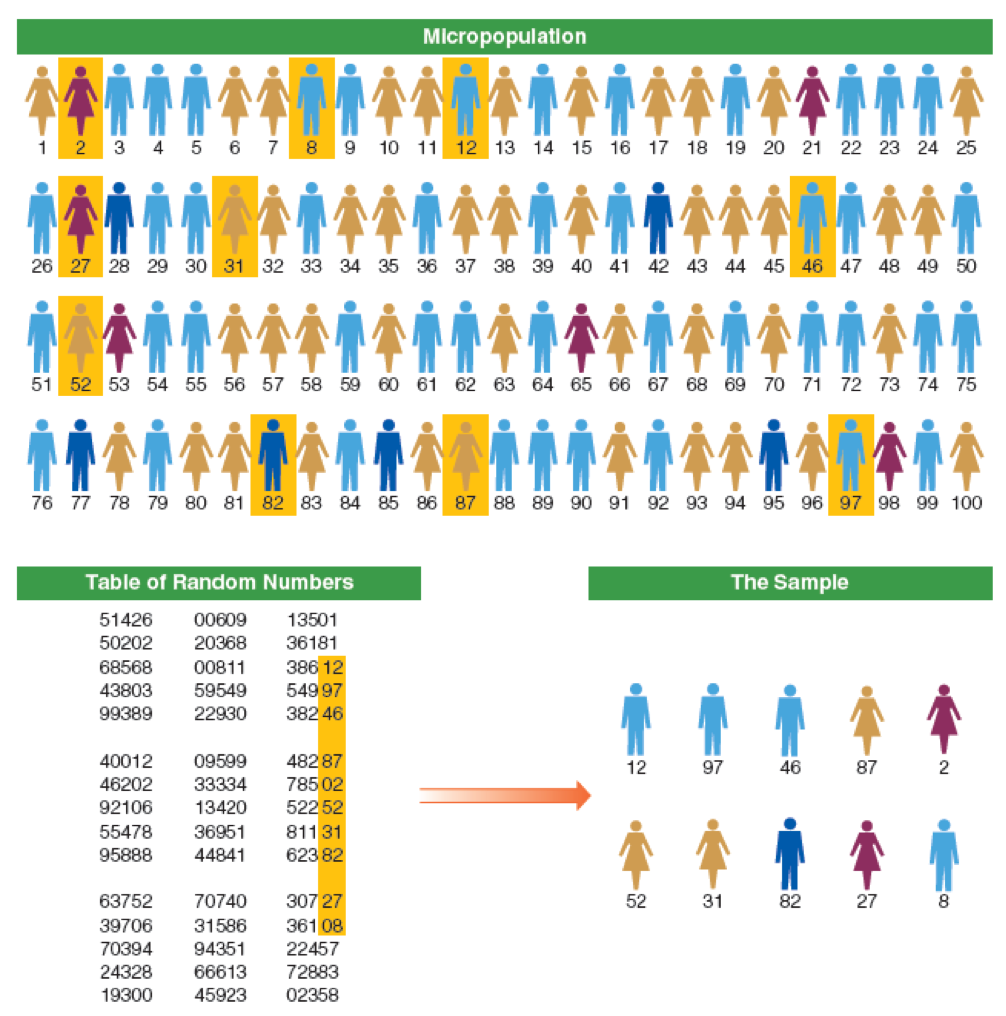 Micropopulation
1 2 3 4 5 6 7 8 9 10 11 12 13 14 15 16 17 18 19 20 21 22 23 24 25
26 27 28 29 30 31 32 33 34 35 36 37 38 39 40 41 42 43 44 45 46 47 48 49 50
51 52 53 54 55 56 57 58 59 60 61 62 63 64 65 66 67 68 69 70 71 72 73 74 75
76 77 78 79 80 81 82 83 84 85 86 87 88 89 90 91 92 93 94 95 96 97 98 99 100
Table of Random Numbers
51426 00609 13501
50202 20368 36181
68568 00811 38612
43803 59549 54997
99389 22930 38246
40012 09599 48287
46202 33334 78502
92106 13420 52252
55478 36951 81131
95888 44841 62382
63752 70740 30727
39706 31586 36108
70394 94351 22457
24328 66613 72883
19300 45923 02358
The Sample
12 97 46 87 2
52 31 82 27 8